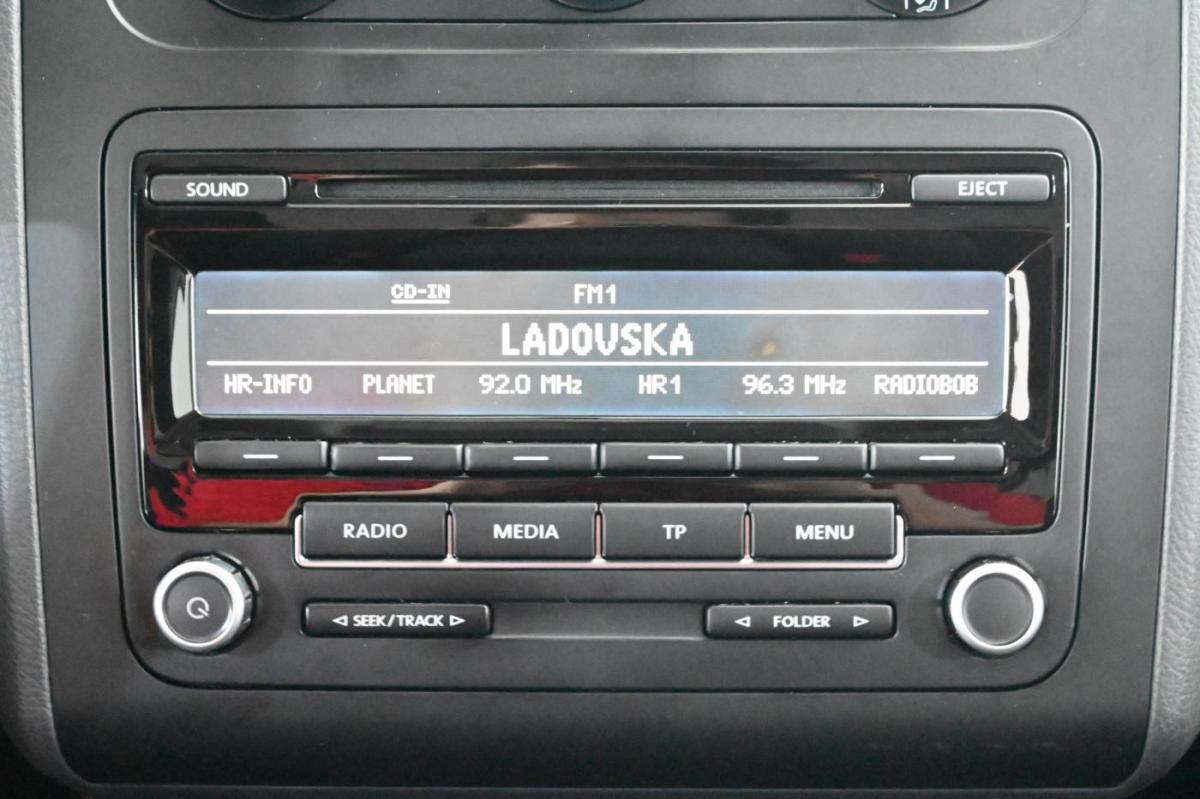 SOUND EJECT
CD-IN FM1
LADOVSKA
HR-INFO PLANET 92.0 MHz HR1 96.3 MHz RADIOBOB
RADIO MEDIA TP MENU
SEEK/TRACK FOLDER